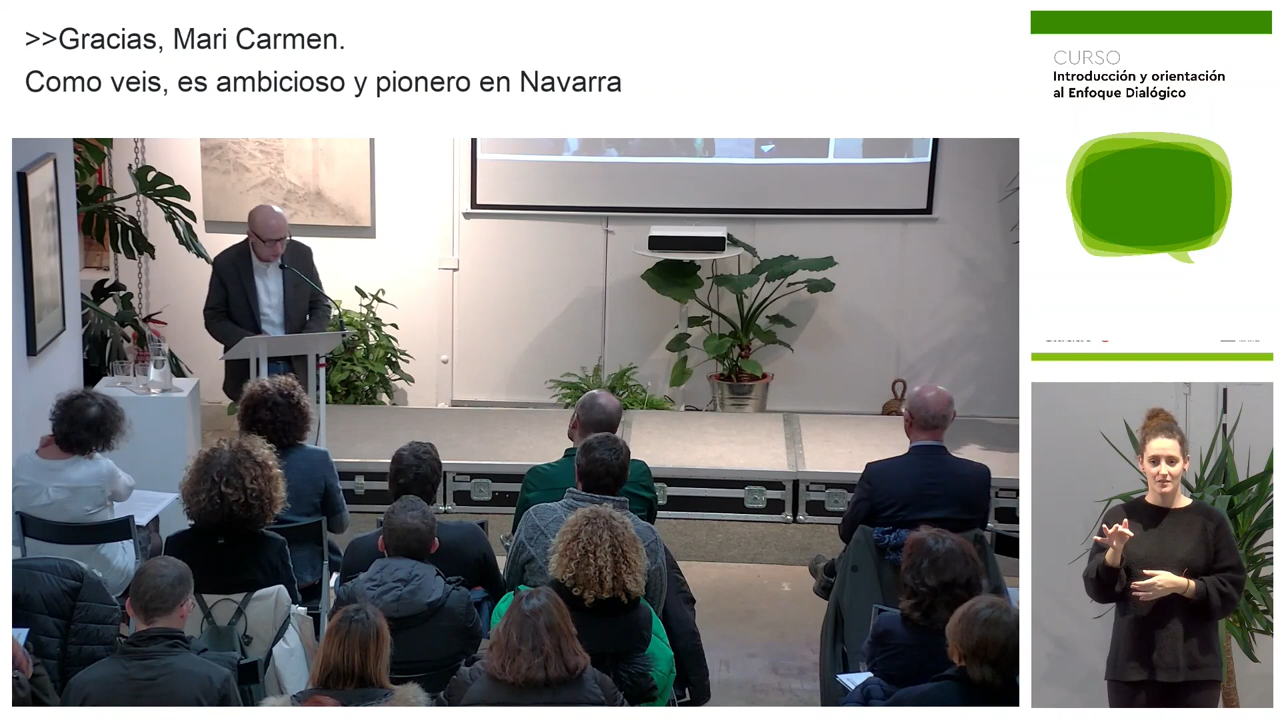 >>Gracias, Mari Carmen.
Como veis, es ambicioso y pionero en Navarra
CURSO
Introducción y orientación
al Enfoque Dialógico